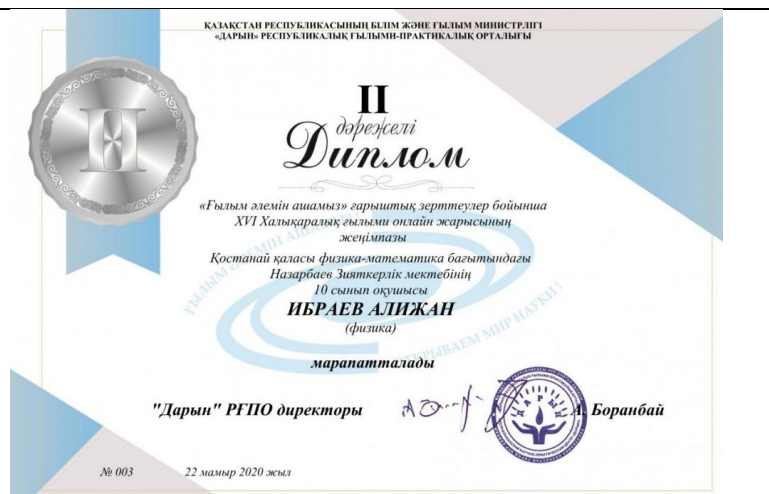 ҚАЗАҚСТАН РЕСПУБЛИКАСЫНЫҢ БІЛІМ ЖӘНЕ ҒЫЛЫМ МИНИСТРЛІГІ
«ДАРЫН» РЕСПУБЛИКАЛЫҚ ҒЫЛЫМИ-ПРАКТИКАЛЫҚ ОРТАЛЫҒЫ
II
II
дәрежелі
Диплом
«Ғылым әлемін ашамыз» ғарыштық зерттеулер бойынша
XVI Халықаралық ғылыми онлайн жарысының
жеңімпазы
Қостанай қаласы физика-математика бағытындағы
Назарбаев Зияткерлік мектебінің
10 сынып оқушысы
ИБРАЕВ АЛИЖАН
(физика)
марапатталады
"Дарын" РҒПО директоры
А. Боранбай
ДАРЫН
№ 003 22 мамыр 2020 жыл